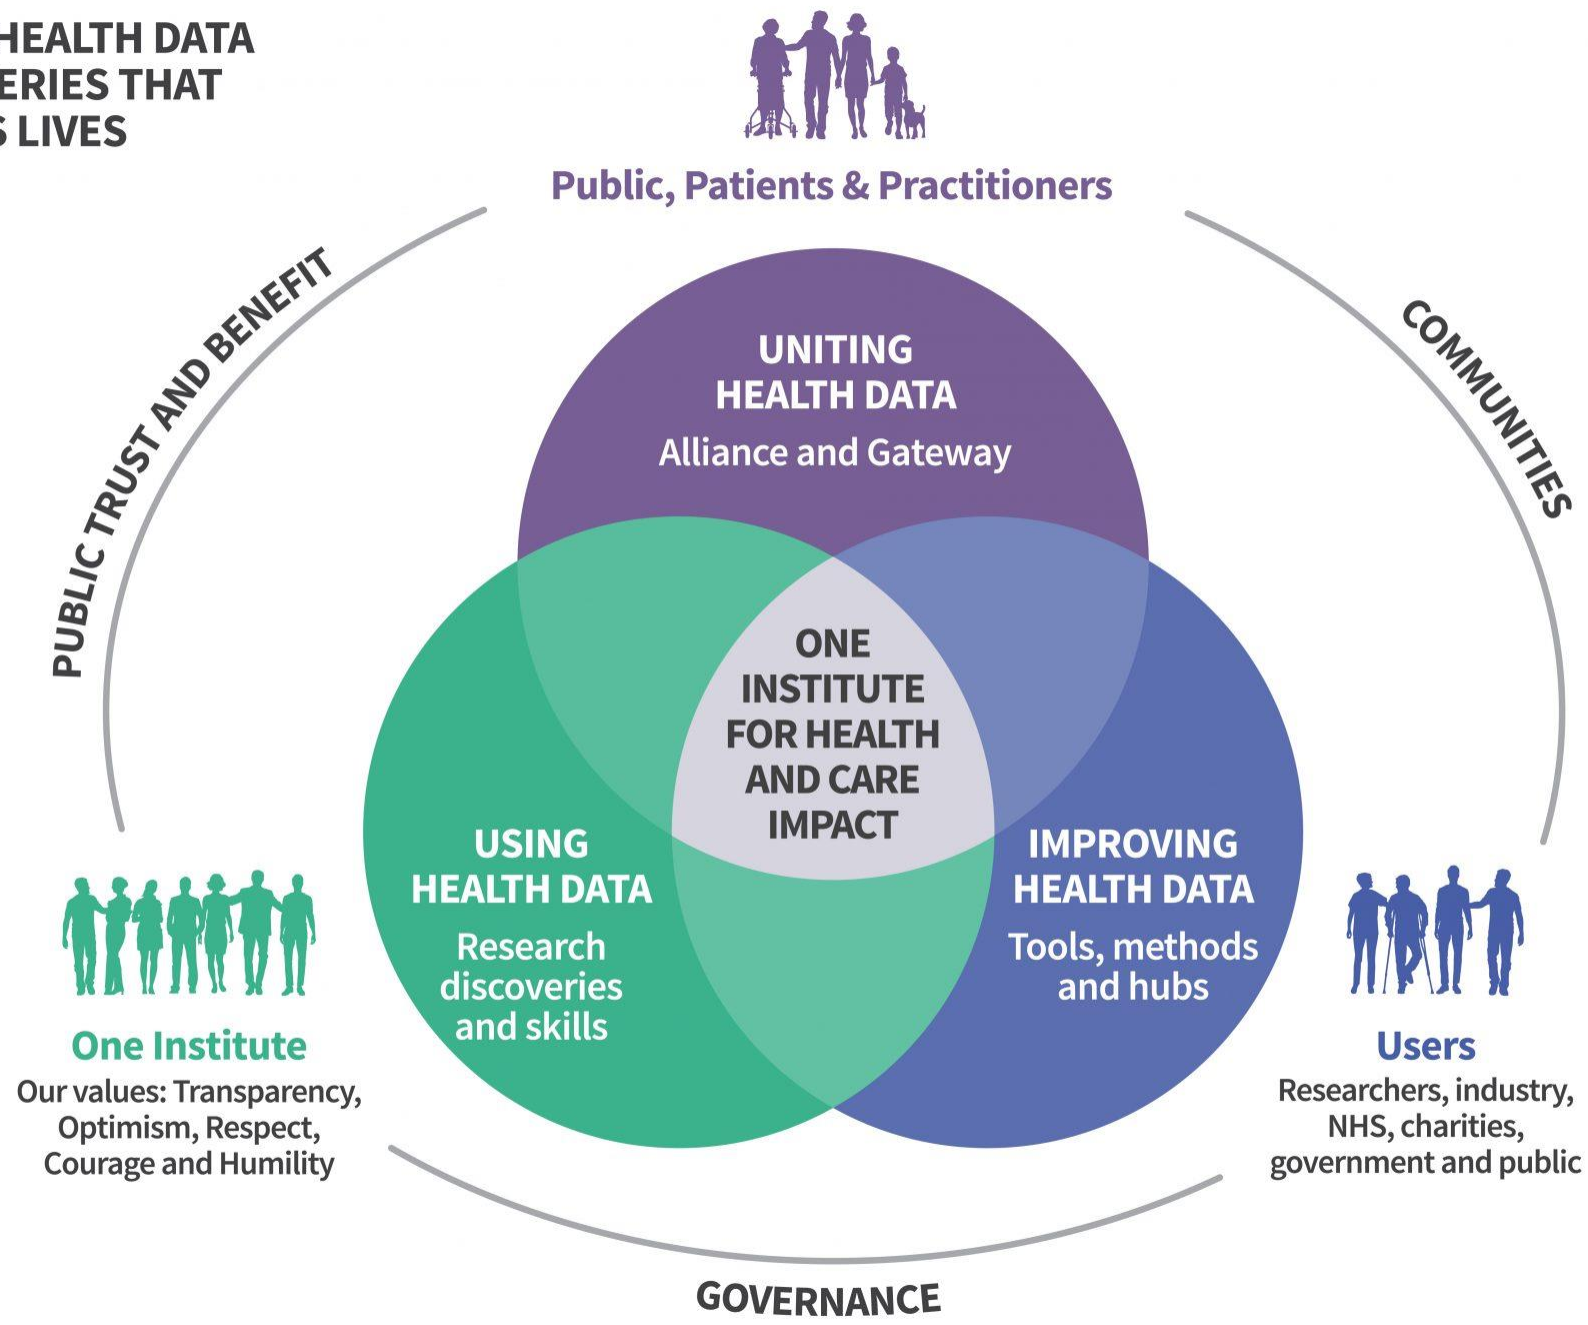 HEALTH DATA
ERIES THAT
S LIVES
Public, Patients & Practitioners
PUBLIC TRUST AND BENEFIT
COMMUNITIES
UNITING
HEALTH DATA
Alliance and Gateway
ONE
INSTITUTE
FOR HEALTH
AND CARE
IMPACT
USING
HEALTH DATA
Research
discoveries
and skills
IMPROVING
HEALTH DATA
Tools, methods
and hubs
One Institute
Our values: Transparency,
Optimism, Respect,
Courage and Humility
Users
Researchers, industry,
NHS, charities,
government and public
GOVERNANCE